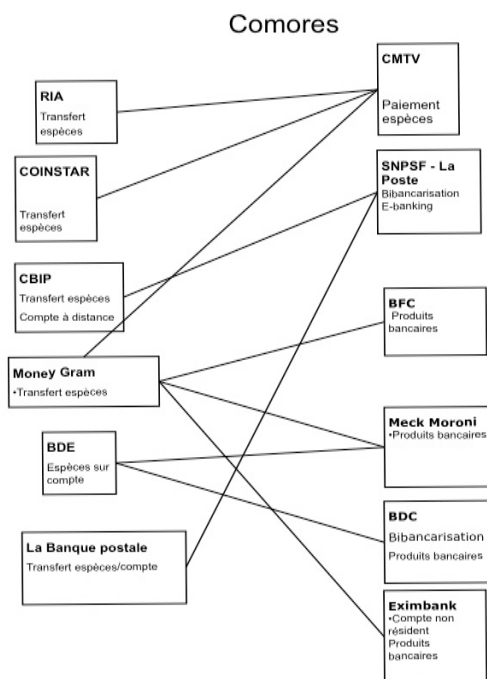 Comores
RIA
Transfert
espèces
COINSTAR
Transfert
espèces
CBIP
Transfert espèces
Compte à distance
Money Gram
•Transfert espèces
BDE
Espèces sur
compte
La Banque postale
Transfert espèces/compte
CMTV
Paiement
espèces
SNPSF - La
Poste
Bibancarisation
E-banking
BFC
Produits
bancaires
Meck Moroni
•Produits bancaires
BDC
Bibancarisation
Produits bancaires
Eximbank
•Compte non
résident
Produits
bancaires